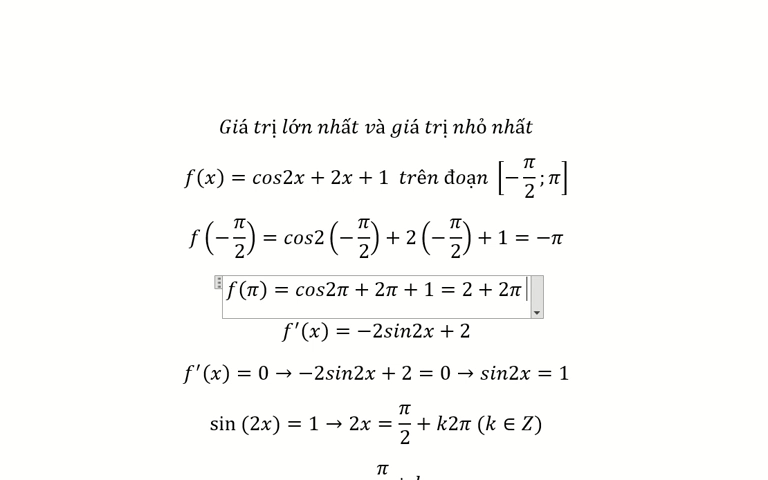 Giá trị lớn nhất và giá trị nhỏ nhất
f(x) = cos2x + 2x + 1 trên đoạn [−π/2; π]
f(−π/2) = cos2(−π/2) + 2(−π/2) + 1 = −π
f(π) = cos2π + 2π + 1 = 2 + 2π
f′(x) = −2sin2x + 2
f′(x) = 0 → −2sin2x + 2 = 0 → sin2x = 1
sin (2x) = 1 → 2x = π/2 + k2π (k ∈ Z)
π